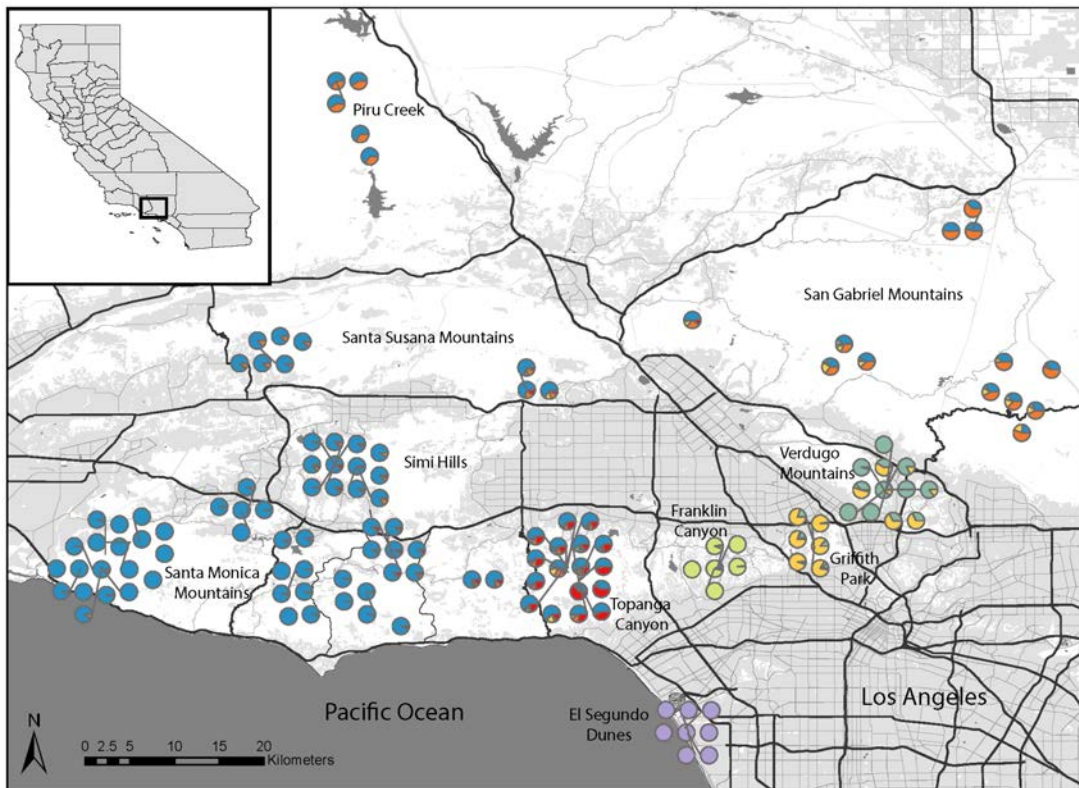 Piru Creek
San Gabriel Mountains
Santa Susana Mountains
Simi Hills
Verdugo
Mountains
Franklin
Canyon
Griffith
Park
Santa Monica
Mountains
Topanga
Canyon
Los Angeles
El Segundo
Dunes
Pacific Ocean
N
0 2.5 5 10 15 20
Kilometers